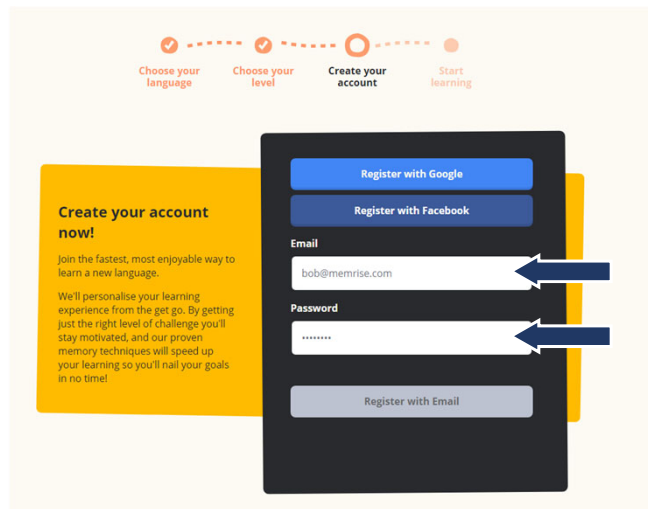 Choose your language
Choose your level
Create your account
Start learning
Create your account
now!
Join the fastest, most enjoyable way to
learn a new language.
We'll personalise your learning
experience from the get go. By getting
just the right level of challenge you'll
stay motivated, and our proven
memory techniques will speed up
your learning so you'll nail your goals
in no time!
Register with Google
Register with Facebook
Email
bob@memrise.com
Password
••••••••
Register with Email